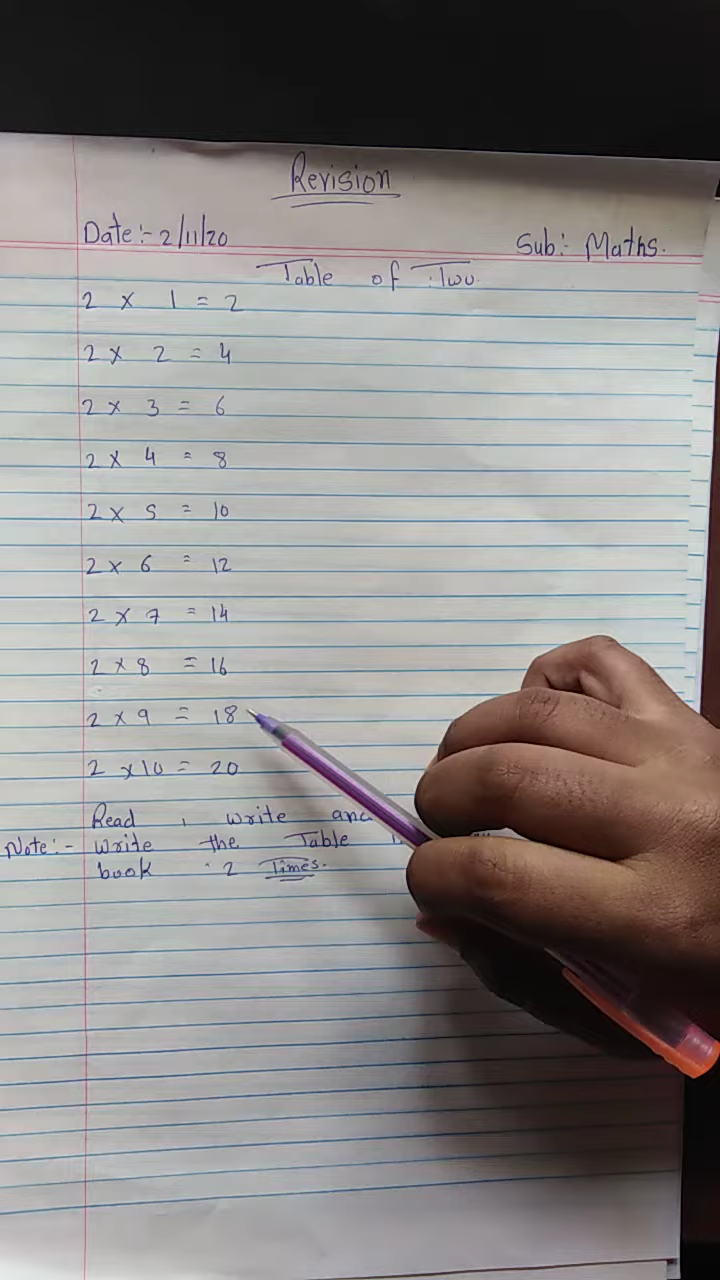 Revision
Date:- 2/11/20 Sub:- Maths.
Table of Two.
2 x 1 = 2
2 x 2 = 4
2 x 3 = 6
2 x 4 = 8
2 x 5 = 10
2 x 6 = 12
2 x 7 = 14
2 x 8 = 16
2 x 9 = 18
2 x 10 = 20
Read , write and
Note:- write the Table
book 2 Times.